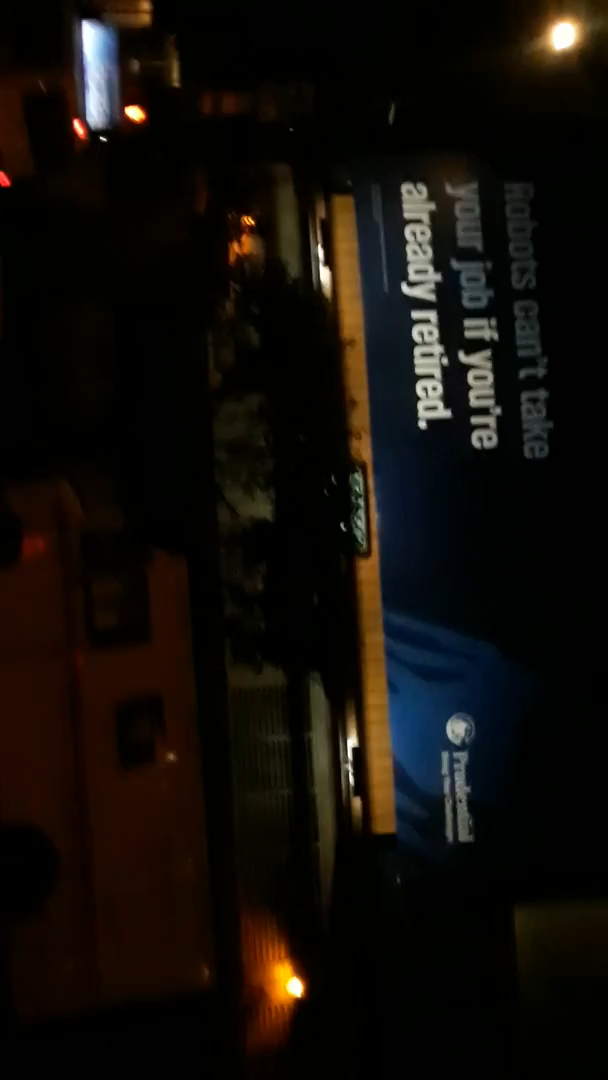 Robots can't take
your job if you're
already retired.
Prudential